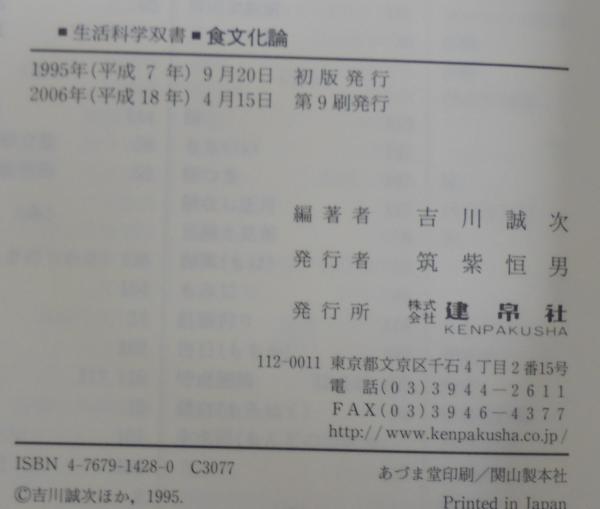 ■ 生活科学双書 ■ 食文化論
1995年(平成 7 年) 9月20日 初版発行
2006年(平成18年) 4月15日 第9刷発行
編著者 吉川誠次
発行者 筑紫恒男
発行所 株式会社 建帛社
KENPAKUSHA
112-0011 東京都文京区千石4丁目2番15号
電話(03)3944-2611
FAX(03)3946-4377
http://www.kenpakusha.co.jp/
ISBN 4-7679-1428-0 C3077
あづま堂印刷/関山製本社
©吉川誠次ほか, 1995.
Printed in Japan